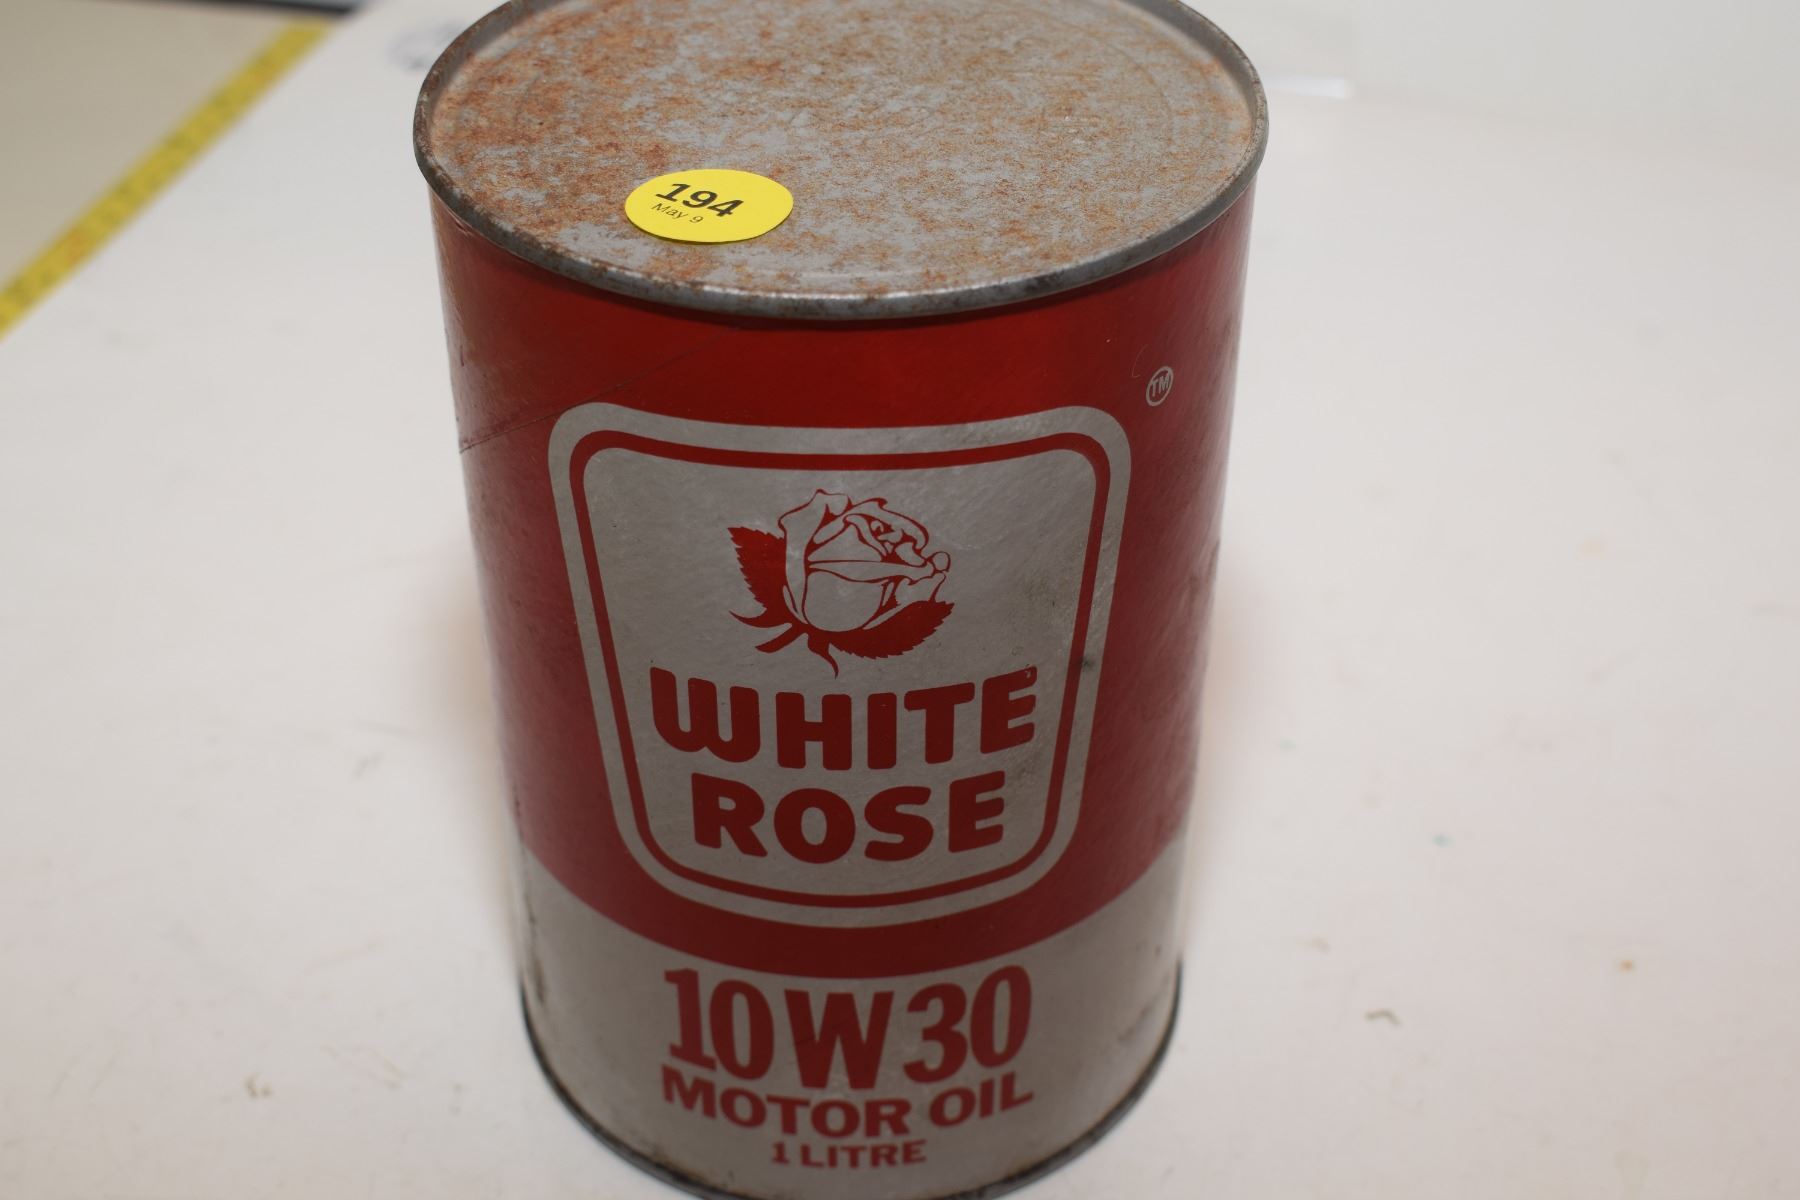 194
May 9
TM
WHITE
ROSE
10W30
MOTOR OIL
1 LITRE